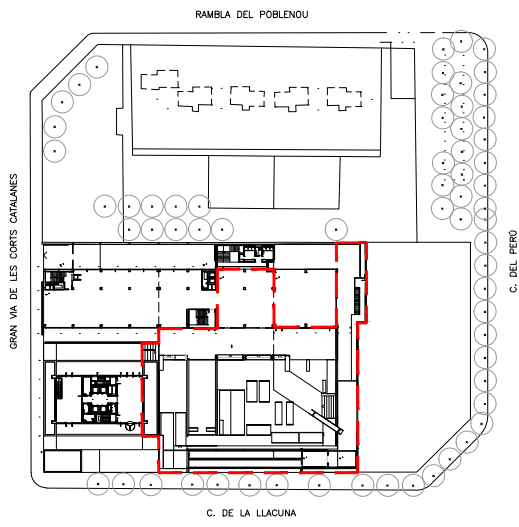 RAMBLA DEL POBLENOU
GRAN VIA DE LES CORTS CATALANES
C. DEL PERÚ
C. DE LA LLACUNA